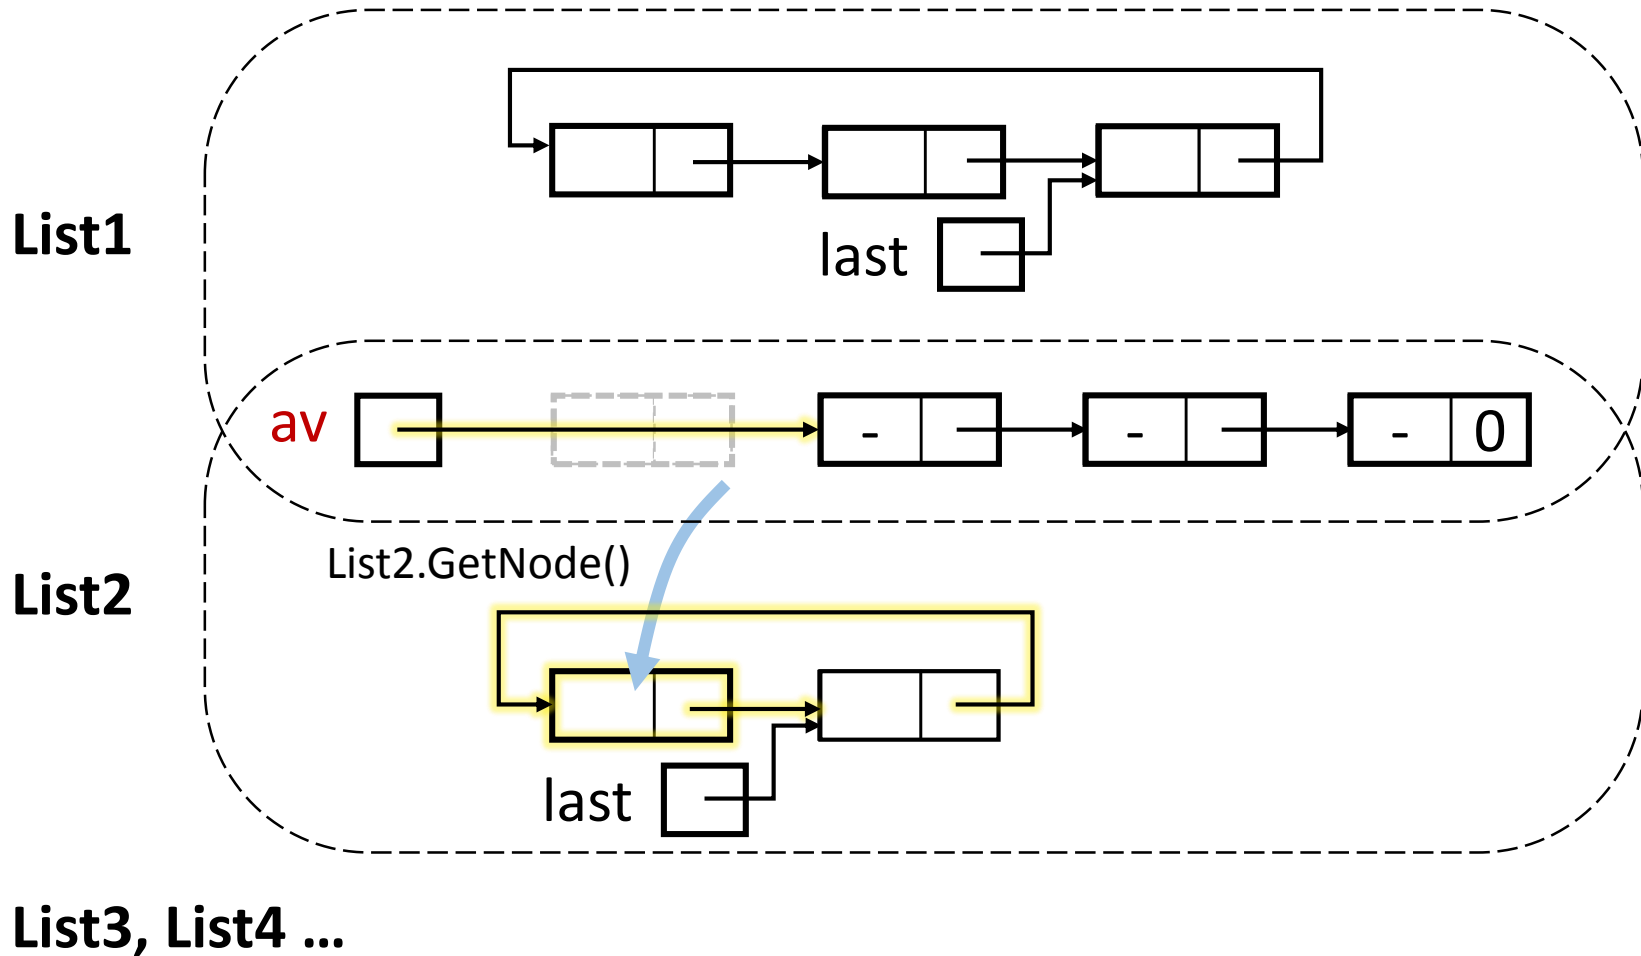 List1
last
av
-
-
- 0
List2.GetNode()
List2
last
List3, List4 ...